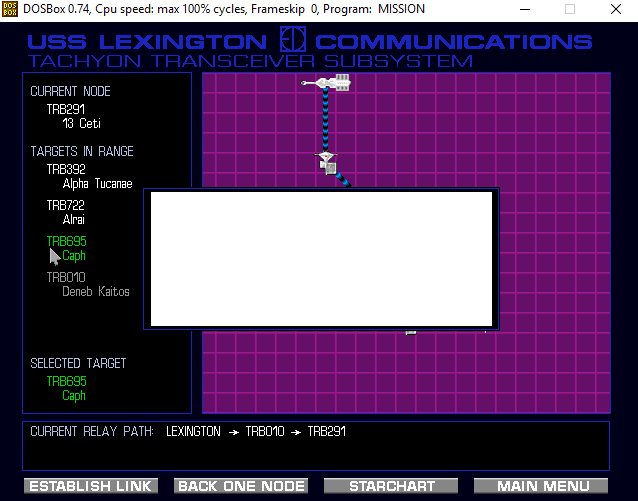 DOS BOX DOSBox 0.74, Cpu speed: max 100% cycles, Frameskip 0, Program: MISSION
USS LEXINGTON COMMUNICATIONS
TACHYON TRANSCEIVER SUBSYSTEM
CURRENT NODE
TRB291
13 Ceti
TARGETS IN RANGE
TRB392
Alpha Tucanae
TRB722
Alrai
TRB695
Caph
TRB010
Deneb Kaitos
SELECTED TARGET
TRB695
Caph
CURRENT RELAY PATH: LEXINGTON → TRB010 → TRB291
ESTABLISH LINK BACK ONE NODE STARCHART MAIN MENU